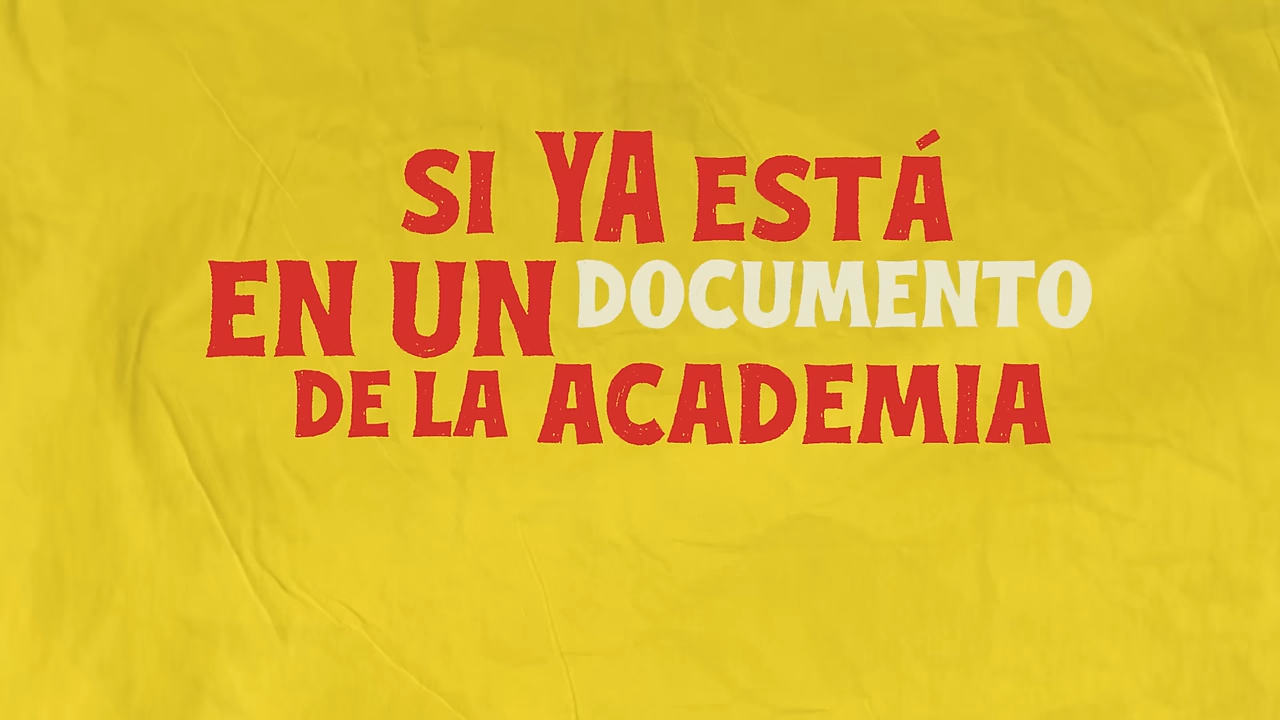 SI YA ESTÁ
EN UN DOCUMENTO
DE LA ACADEMIA